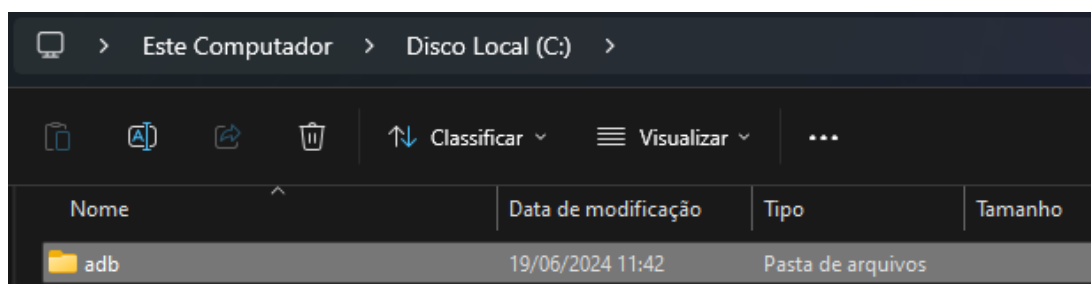 > Este Computador > Disco Local (C:) >
Classificar Visualizar ...
Nome Data de modificação Tipo Tamanho
adb 19/06/2024 11:42 Pasta de arquivos